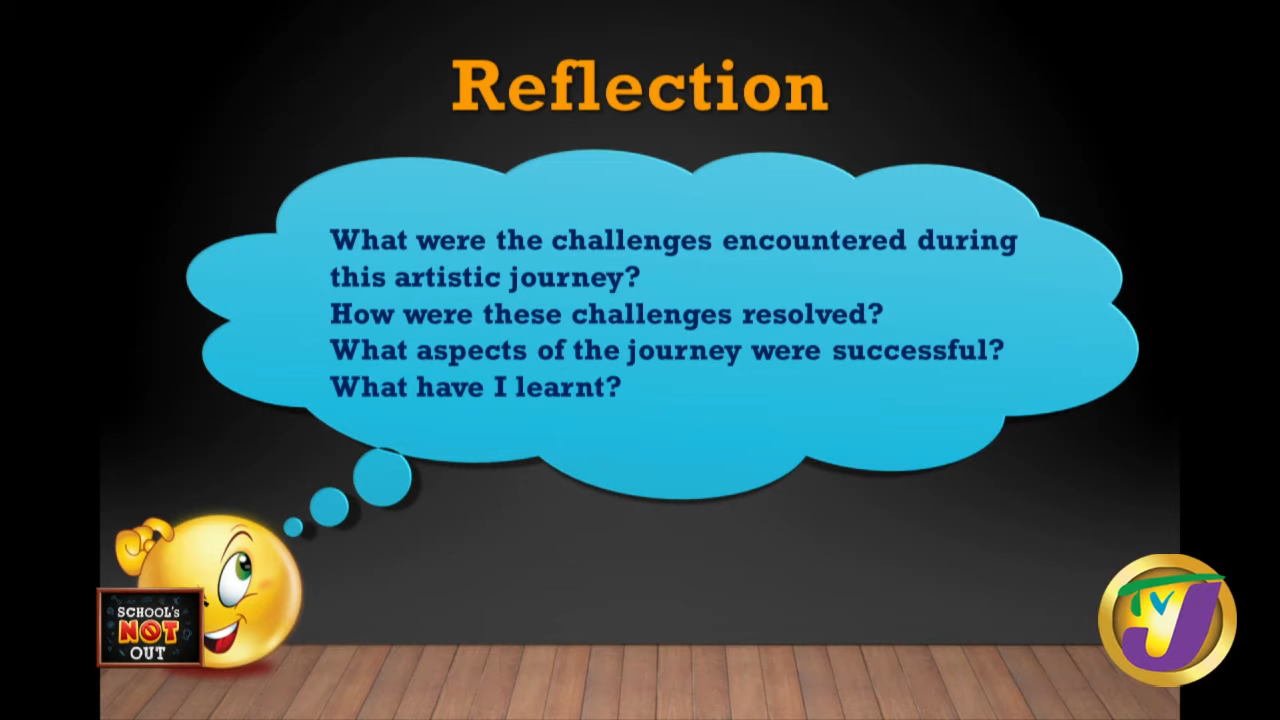 Reflection
What were the challenges encountered during
this artistic journey?
How were these challenges resolved?
What aspects of the journey were successful?
What have I learnt?
SCHOOL's
NOT
OUT
TVJ